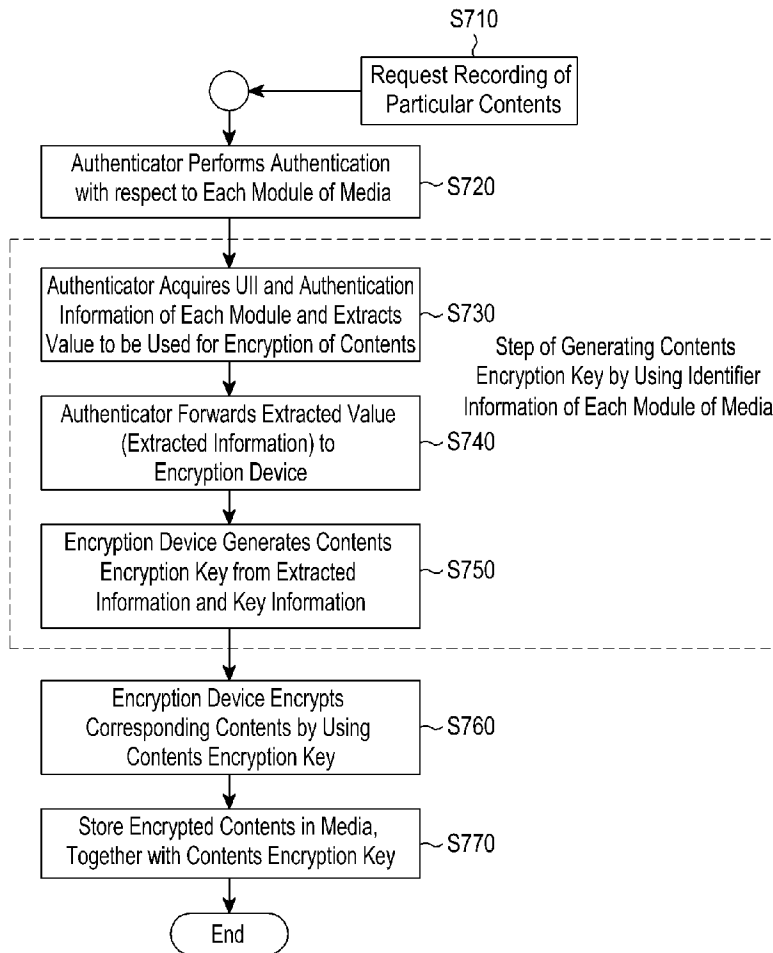 S710
Request Recording of
Particular Contents
Authenticator Performs Authentication
with respect to Each Module of Media
S720
Authenticator Acquires UII and Authentication
Information of Each Module and Extracts
Value to be Used for Encryption of Contents
S730
Step of Generating Contents
Encryption Key by Using Identifier
Information of Each Module of Media
Authenticator Forwards Extracted Value
(Extracted Information) to
Encryption Device
S740
Encryption Device Generates Contents
Encryption Key from Extracted
Information and Key Information
S750
Encryption Device Encrypts
Corresponding Contents by Using
Contents Encryption Key
S760
Store Encrypted Contents in Media,
Together with Contents Encryption Key
S770
End